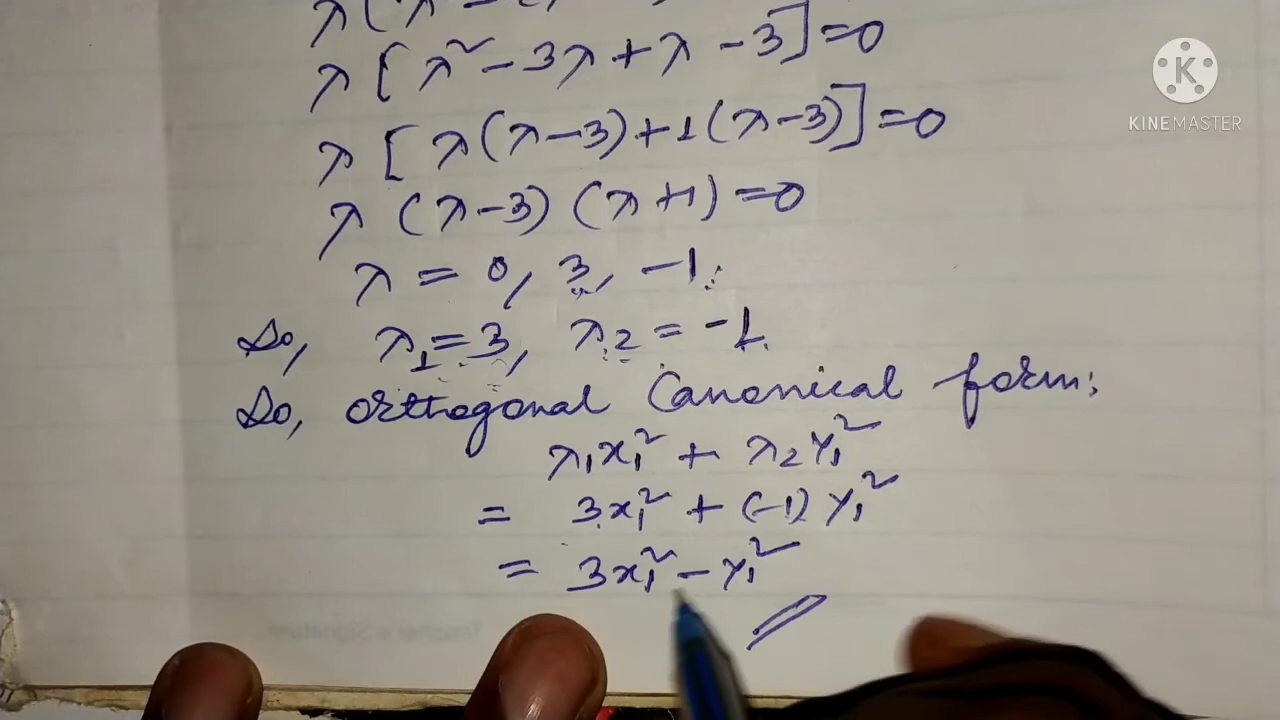 λ[λ²-3λ+λ-3]=0
λ[λ(λ-3)+1(λ-3)]=0
λ(λ-3)(λ+1)=0
λ = 0, 3, -1.
So, λ₁=3, λ₂ = -1.
So, orthogonal Canonical form:
λ₁x₁² + λ₂y₁²
= 3x₁² + (-1) y₁²
= 3x₁² - y₁²
K
KINEMASTER